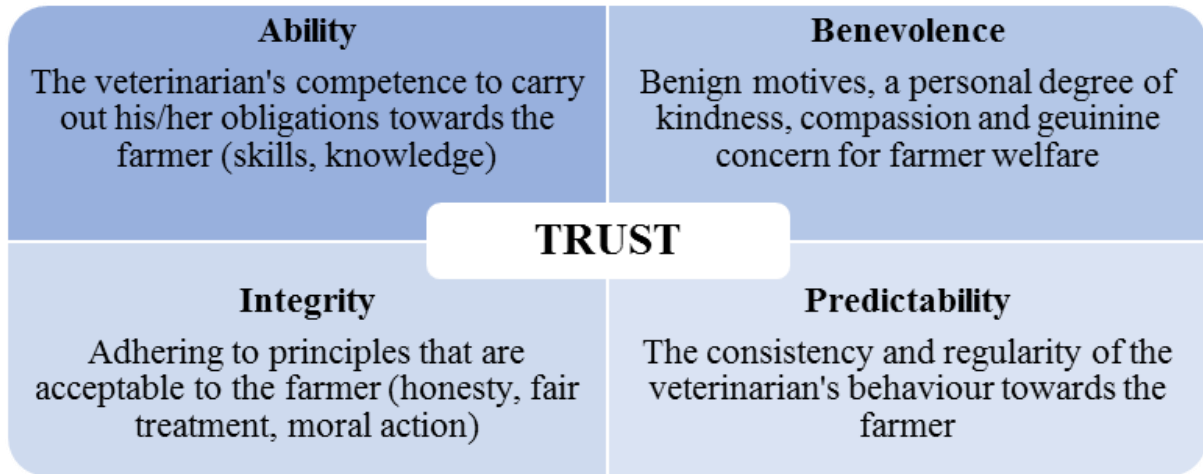 Ability
The veterinarian's competence to carry
out his/her obligations towards the
farmer (skills, knowledge)
Benevolence
Benign motives, a personal degree of
kindness, compassion and geuinine
concern for farmer welfare
TRUST
Integrity
Adhering to principles that are
acceptable to the farmer (honesty, fair
treatment, moral action)
Predictability
The consistency and regularity of the
veterinarian's behaviour towards the
farmer